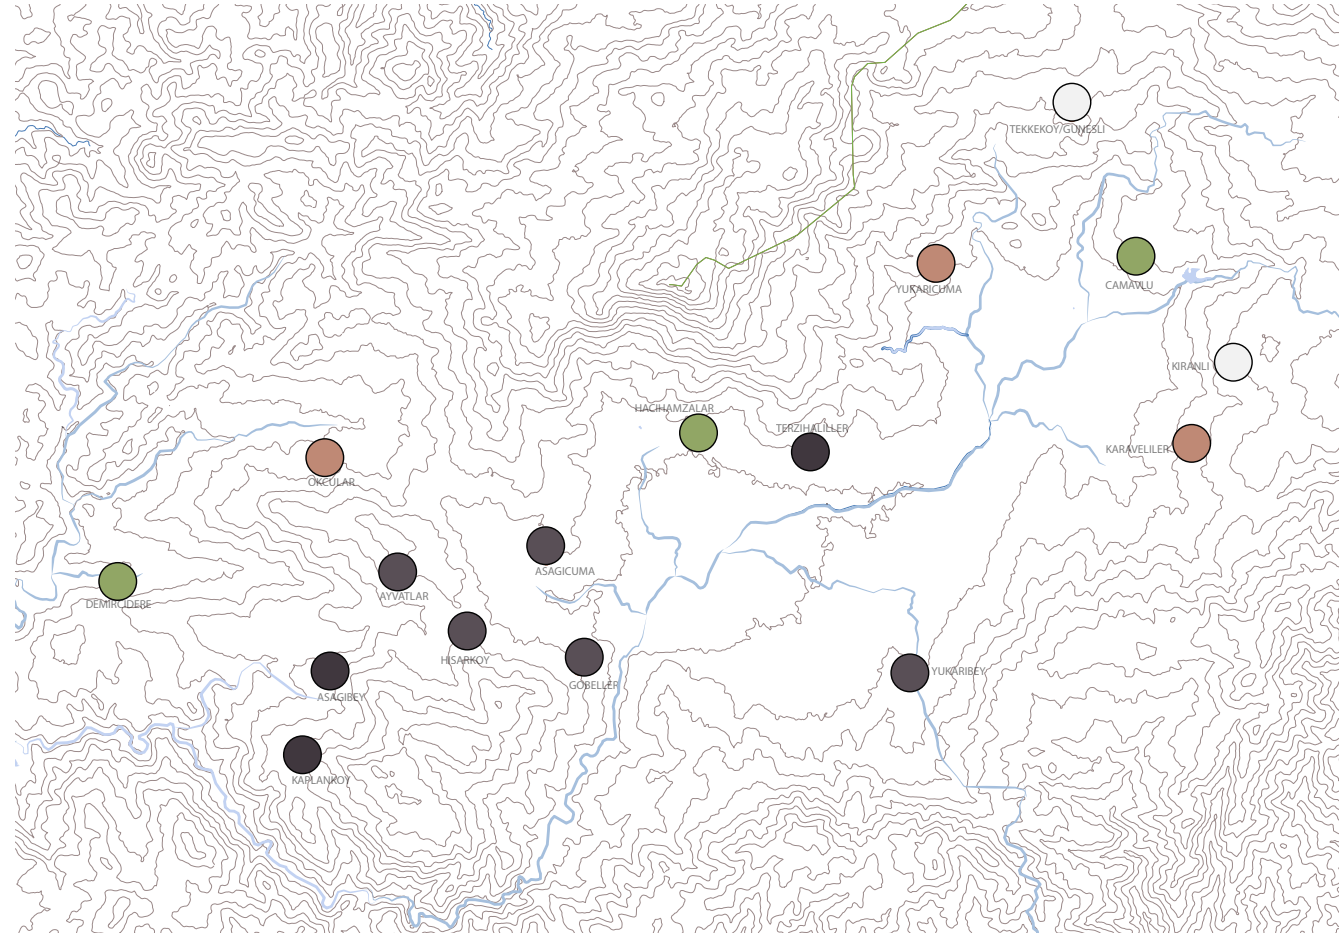 TEKKEKOY/GUNESLI
YUKARICUMA
CAMAVLU
KIRANLI
HACIHAMZALAR
TERZIHALILLER
KARAVELILER
OKCULAR
ASAGICUMA
AYVATLAR
DEMIRCIDERE
HISARKOY
YUKARIBEY
GOBELLER
ASAGIBEY
KAPLANKOY